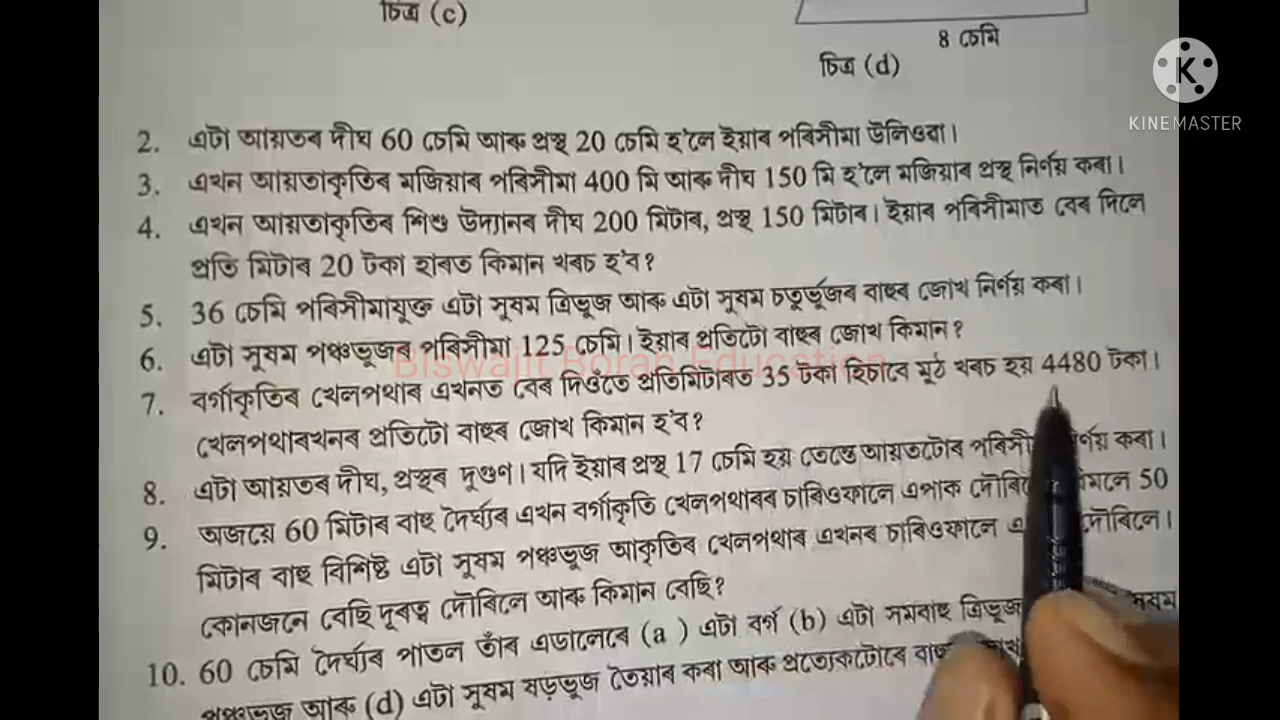 চিত্ৰ (c)
8 চেমি
চিত্ৰ (d)
K
KINEMASTER
2. এটা আয়তৰ দীঘ 60 চেমি আৰু প্ৰস্থ 20 চেমি হ'লে ইয়াৰ পৰিসীমা উলিওৱা।
3. এখন আয়তাকৃতিৰ মজিয়াৰ পৰিসীমা 400 মি আৰু দীঘ 150 মি হ'লে মজিয়াৰ প্ৰস্থ নিৰ্ণয় কৰা।
4. এখন আয়তাকৃতিৰ শিশু উদ্যানৰ দীঘ 200 মিটাৰ, প্ৰস্থ 150 মিটাৰ। ইয়াৰ পৰিসীমাত বেৰ দিলে
প্ৰতি মিটাৰ 20 টকা হাৰত কিমান খৰচ হ'ব?
5. 36 চেমি পৰিসীমাযুক্ত এটা সুষম ত্ৰিভুজ আৰু এটা সুষম চতুৰ্ভূজৰ বাহুৰ জোখ নিৰ্ণয় কৰা।
6. এটা সুষম পঞ্চভূজৰ পৰিসীমা 125 চেমি। ইয়াৰ প্ৰতিটো বাহুৰ জোখ কিমান?
Biswajit Borah Education
7. বৰ্গাকৃতিৰ খেলপথাৰ এখনত বেৰ দিওঁতে প্ৰতিমিটাৰত 35 টকা হিচাবে মুঠ খৰচ হয় 4480 টকা।
খেলপথাৰখনৰ প্ৰতিটো বাহুৰ জোখ কিমান হ'ব?
8. এটা আয়তৰ দীঘ, প্ৰস্থৰ দুগুণ। যদি ইয়াৰ প্ৰস্থ 17 চেমি হয় তেন্তে আয়তটোৰ কৰা।
9. অজয়ে 60 মিটাৰ বাহু দৈৰ্ঘ্যৰ এখন বৰ্গাকৃতি খেলপথাৰৰ চাৰিওফালে এপাক 50
মিটাৰ বাহু বিশিষ্ট এটা সুষম পঞ্চভূজ আকৃতিৰ খেলপথাৰ এখনৰ চাৰিওফালে দৌৰিলে।
কোনজনে বেছি দূৰত্ব দৌৰিলে আৰু কিমান বেছি?
10. 60 চেমি দৈৰ্ঘ্যৰ পাতল তাঁৰ এডালেৰে (a ) এটা বৰ্গ (b) এটা সমবাহু
পঞ্চভূজ আৰু (d) এটা সুষম ষড়ভূজ তৈয়াৰ কৰা আৰু প্ৰত্যেকটোৰে